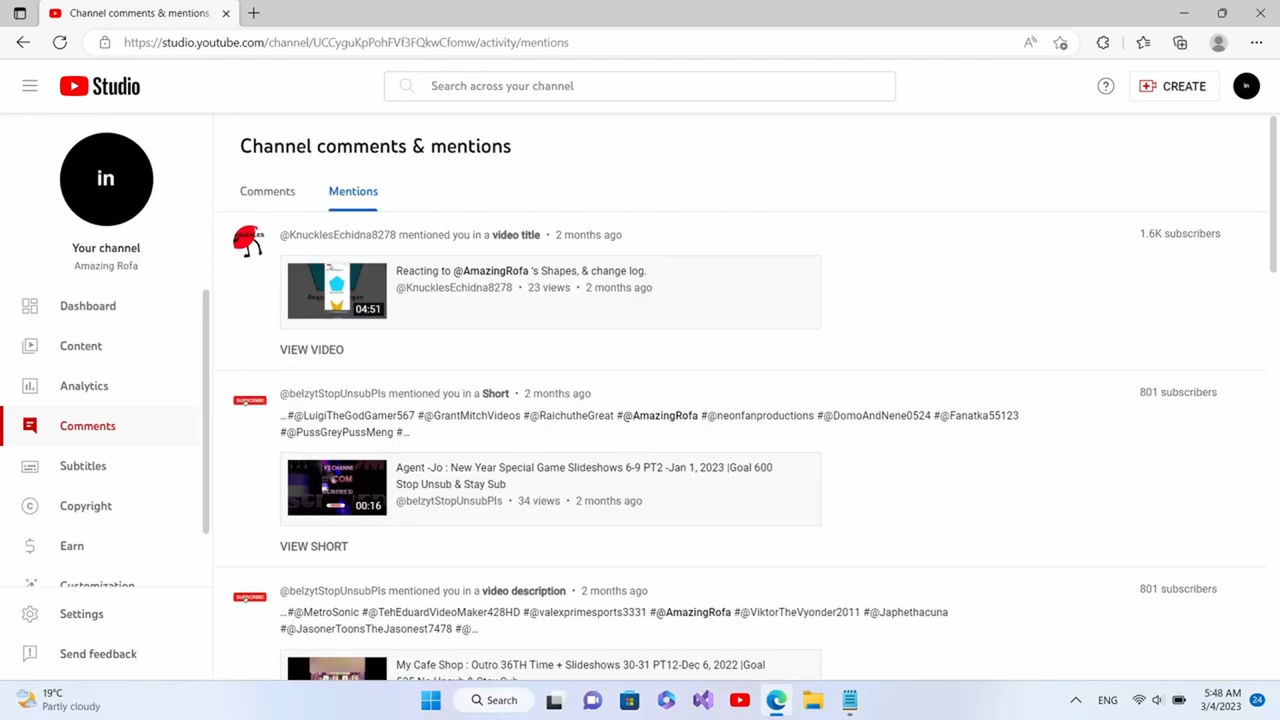 Channel comments & mentions
https://studio.youtube.com/channel/UCCyguKpPohFVf3FQkwCfomw/activity/mentions
Studio
Search across your channel
CREATE
in
in
Your channel
Amazing Rofa
Dashboard
Content
Analytics
Comments
Subtitles
Copyright
Earn
Customization
Settings
Send feedback
Channel comments & mentions
Comments
Mentions
@KnucklesEchidna8278 mentioned you in a video title • 2 months ago
1.6K subscribers
Reacting to @AmazingRofa 's Shapes, & change log.
@KnucklesEchidna8278 • 23 views • 2 months ago
04:51
VIEW VIDEO
@belzytStopUnsubPls mentioned you in a Short • 2 months ago
801 subscribers
...#@LuigiTheGodGamer567 #@GrantMitchVideos #@RaichutheGreat #@AmazingRofa #@neonfanproductions #@DomoAndNene0524 #@Fanatka55123
#@PussGreyPussMeng #...
Agent -Jo : New Year Special Game Slideshows 6-9 PT2 -Jan 1, 2023 |Goal 600
Stop Unsub & Stay Sub
@belzytStopUnsubPls • 34 views • 2 months ago
00:16
VIEW SHORT
@belzytStopUnsubPls mentioned you in a video description • 2 months ago
801 subscribers
...#@MetroSonic #@TehEduardVideoMaker428HD #@valexprimesports3331 #@AmazingRofa #@ViktorTheVyonder2011 #@Japhethacuna
#@JasonerToonsTheJasonest7478 #@...
My Cafe Shop : Outro 36TH Time + Slideshows 30-31 PT12-Dec 6, 2022 |Goal
19°C
Partly cloudy
Search
ENG
5:48 AM
3/4/2023
24